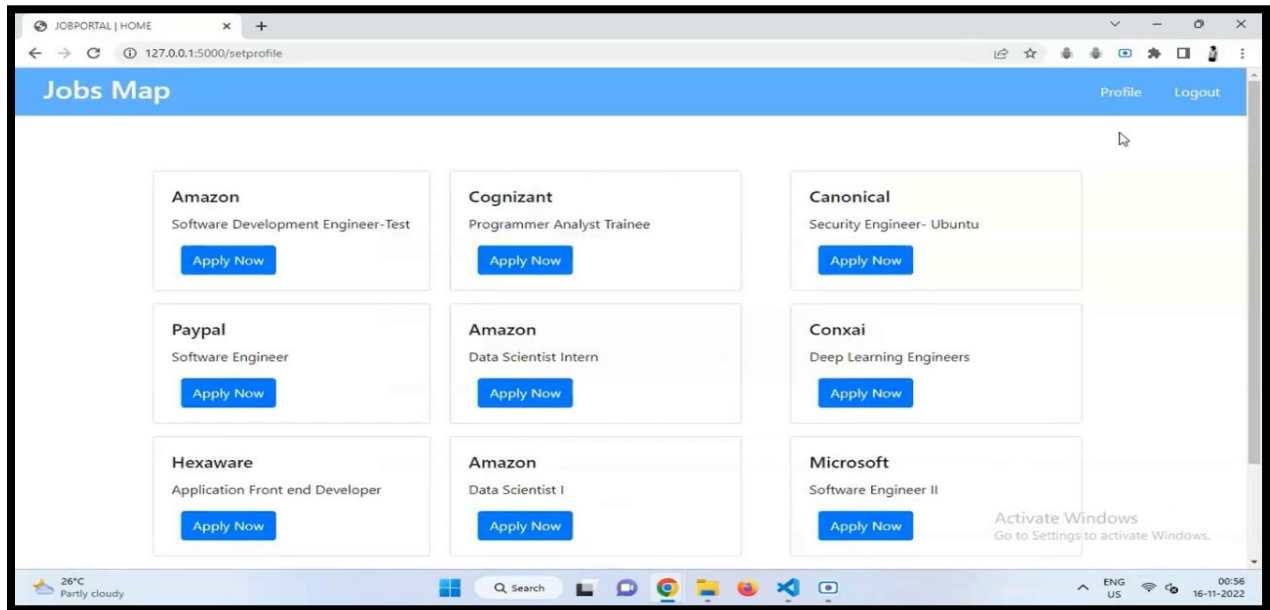 JOBPORTAL | HOME
127.0.0.1:5000/setprofile
Jobs Map
Profile Logout
Amazon
Software Development Engineer-Test
Apply Now
Cognizant
Programmer Analyst Trainee
Apply Now
Canonical
Security Engineer- Ubuntu
Apply Now
Paypal
Software Engineer
Apply Now
Amazon
Data Scientist Intern
Apply Now
Conxai
Deep Learning Engineers
Apply Now
Hexaware
Application Front end Developer
Apply Now
Amazon
Data Scientist I
Apply Now
Microsoft
Software Engineer II
Apply Now
Activate Windows
Go to Settings to activate Windows.
26°C
Partly cloudy
Search
ENG
US
00:56
16-11-2022